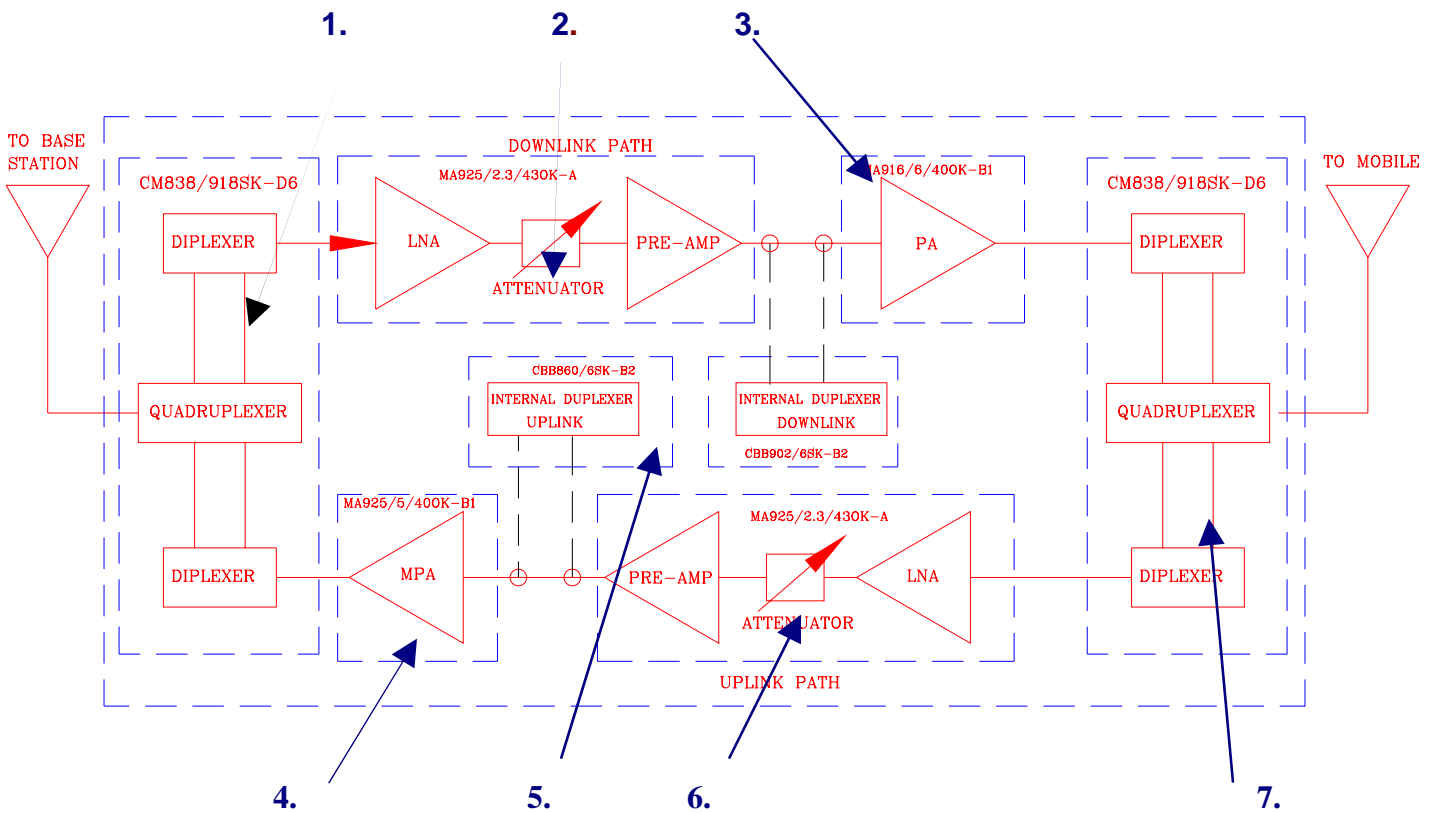 1.
2.
3.
TO BASE
STATION
TO MOBILE
DOWNLINK PATH
CM838/918SK-D6
MA925/2.3/430K-A
MA916/6/400K-B1
CM838/918SK-D6
DIPLEXER
LNA
ATTENUATOR
PRE-AMP
PA
DIPLEXER
QUADRUPLEXER
CBB860/6SK-B2
INTERNAL DUPLEXER
UPLINK
INTERNAL DUPLEXER
DOWNLINK
CBB902/6SK-B2
QUADRUPLEXER
MA925/5/400K-B1
MA925/2.3/430K-A
DIPLEXER
MPA
PRE-AMP
ATTENUATOR
LNA
DIPLEXER
UPLINK PATH
4.
5.
6.
7.